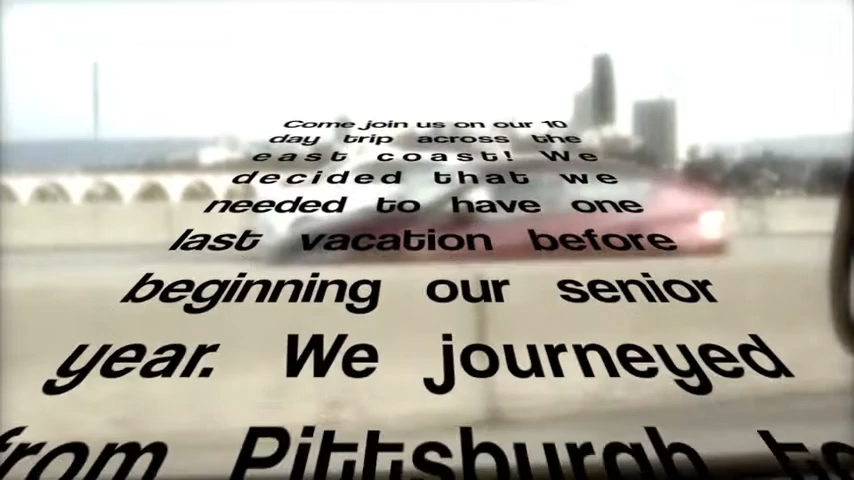 Come join us on our 10
day trip across the
east coast! We
decided that we
needed to have one
last vacation before
beginning our senior
year. We journeyed
from Pittsburgh to